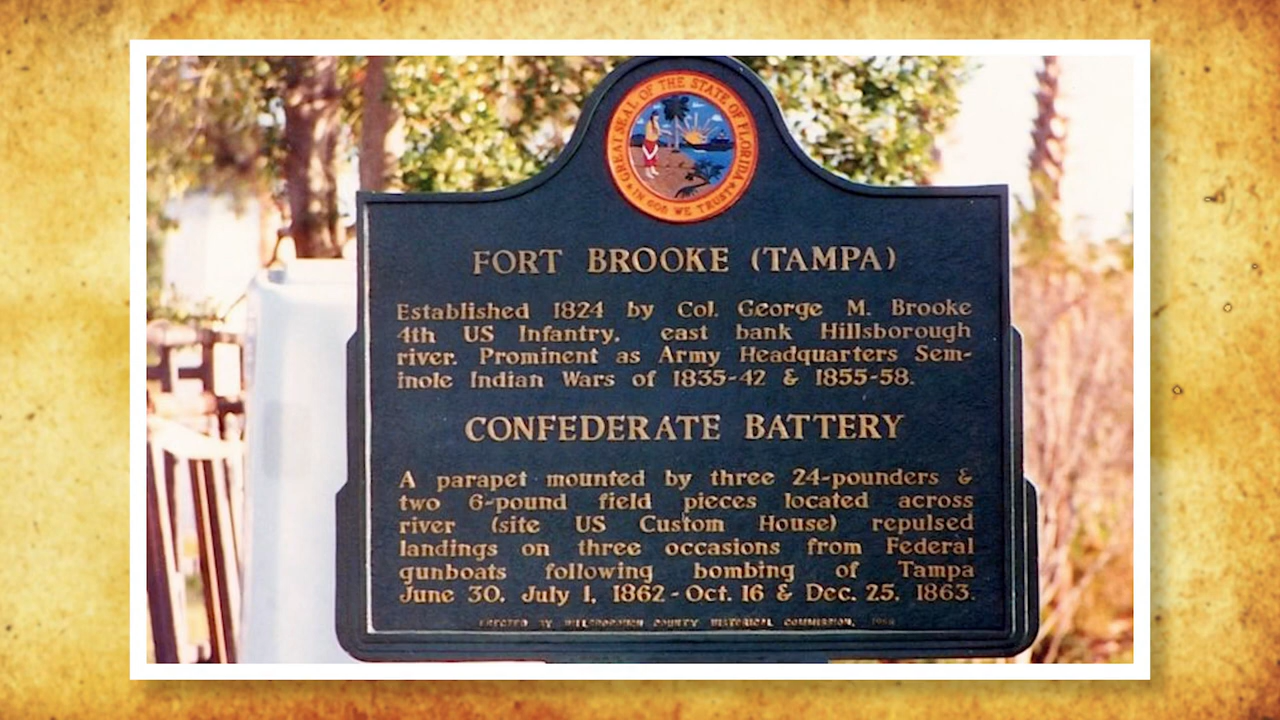 GREAT SEAL OF THE STATE OF FLORIDA
IN GOD WE TRUST
FORT BROOKE (TAMPA)
Established 1824 by Col. George M. Brooke
4th US Infantry, east bank Hillsborough
river. Prominent as Army Headquarters Sem-
inole Indian Wars of 1835-42 & 1855-58.
CONFEDERATE BATTERY
A parapet mounted by three 24-pounders &
two 6-pound field pieces located across
river (site US Custom House) repulsed
landings on three occasions from Federal
gunboats following bombing of Tampa
June 30, July 1, 1862-Oct. 16 & Dec. 25, 1863.
ERECTED BY HILLSBOROUGH COUNTY HISTORICAL COMMISSION,